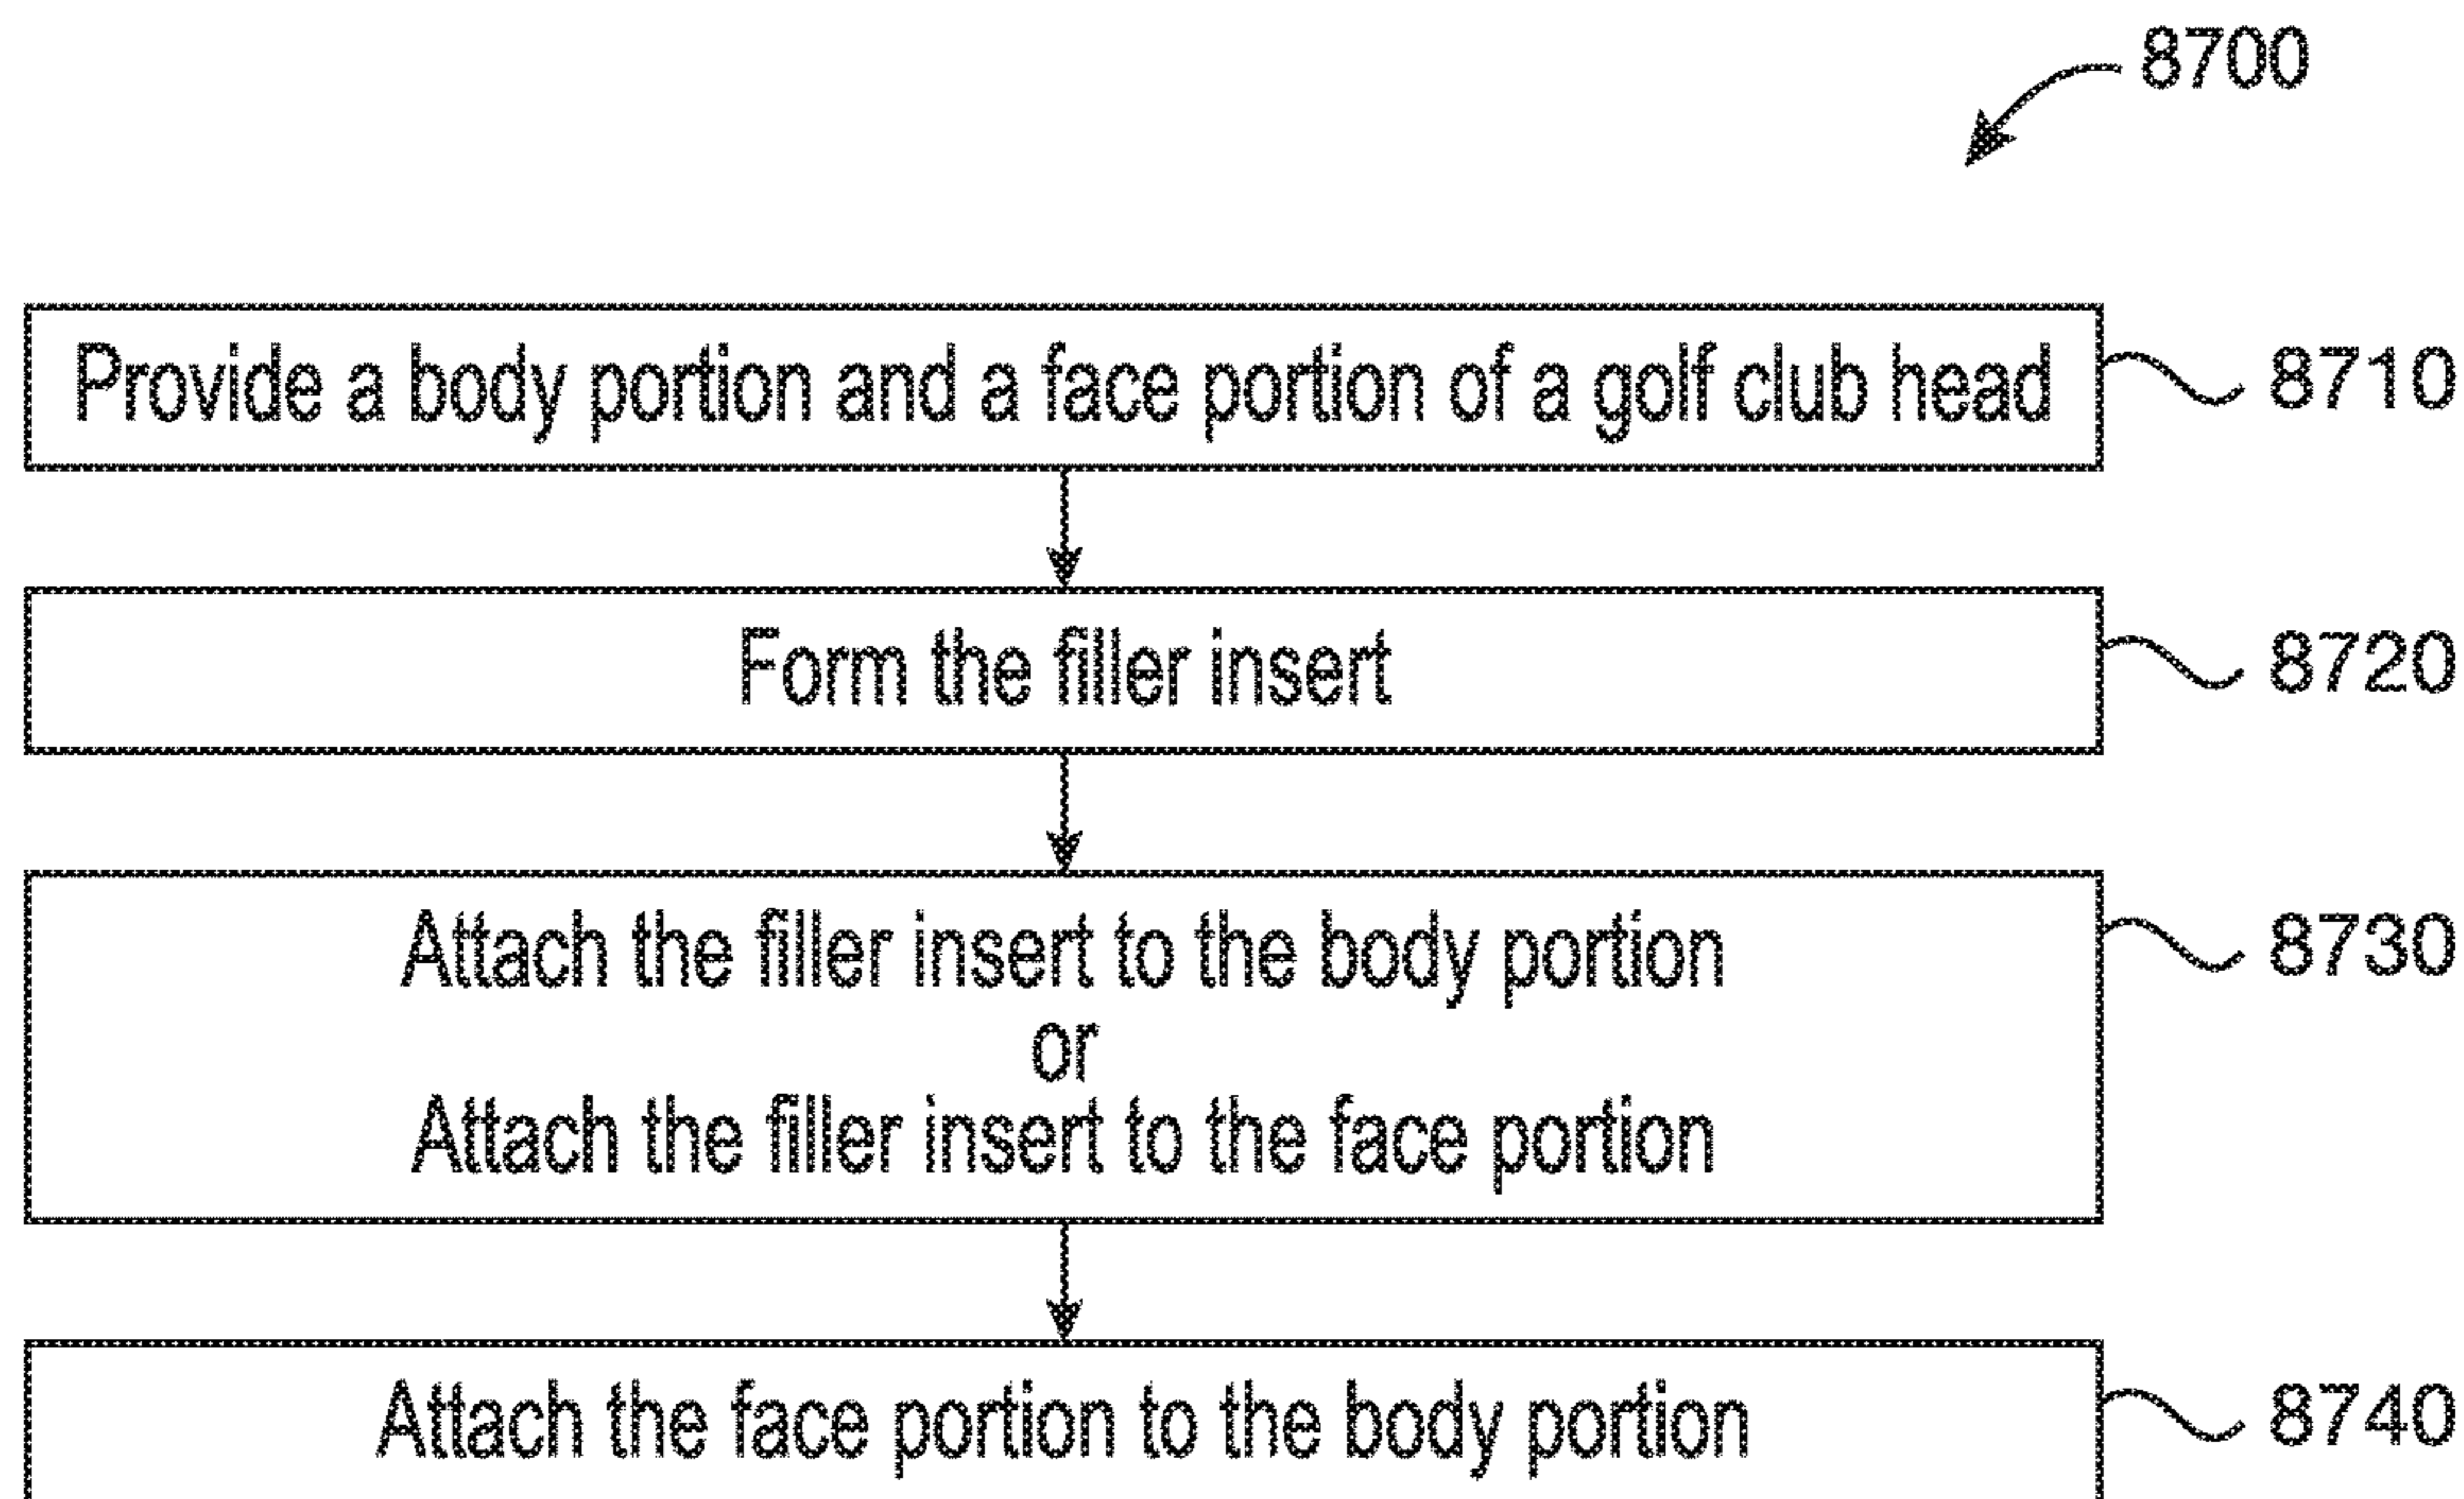 8700
Provide a body portion and a face portion of a golf club head
8710
Form the filler insert
8720
Attach the filler insert to the body portion
8730
or
Attach the filler insert to the face portion
Attach the face portion to the body portion
8740